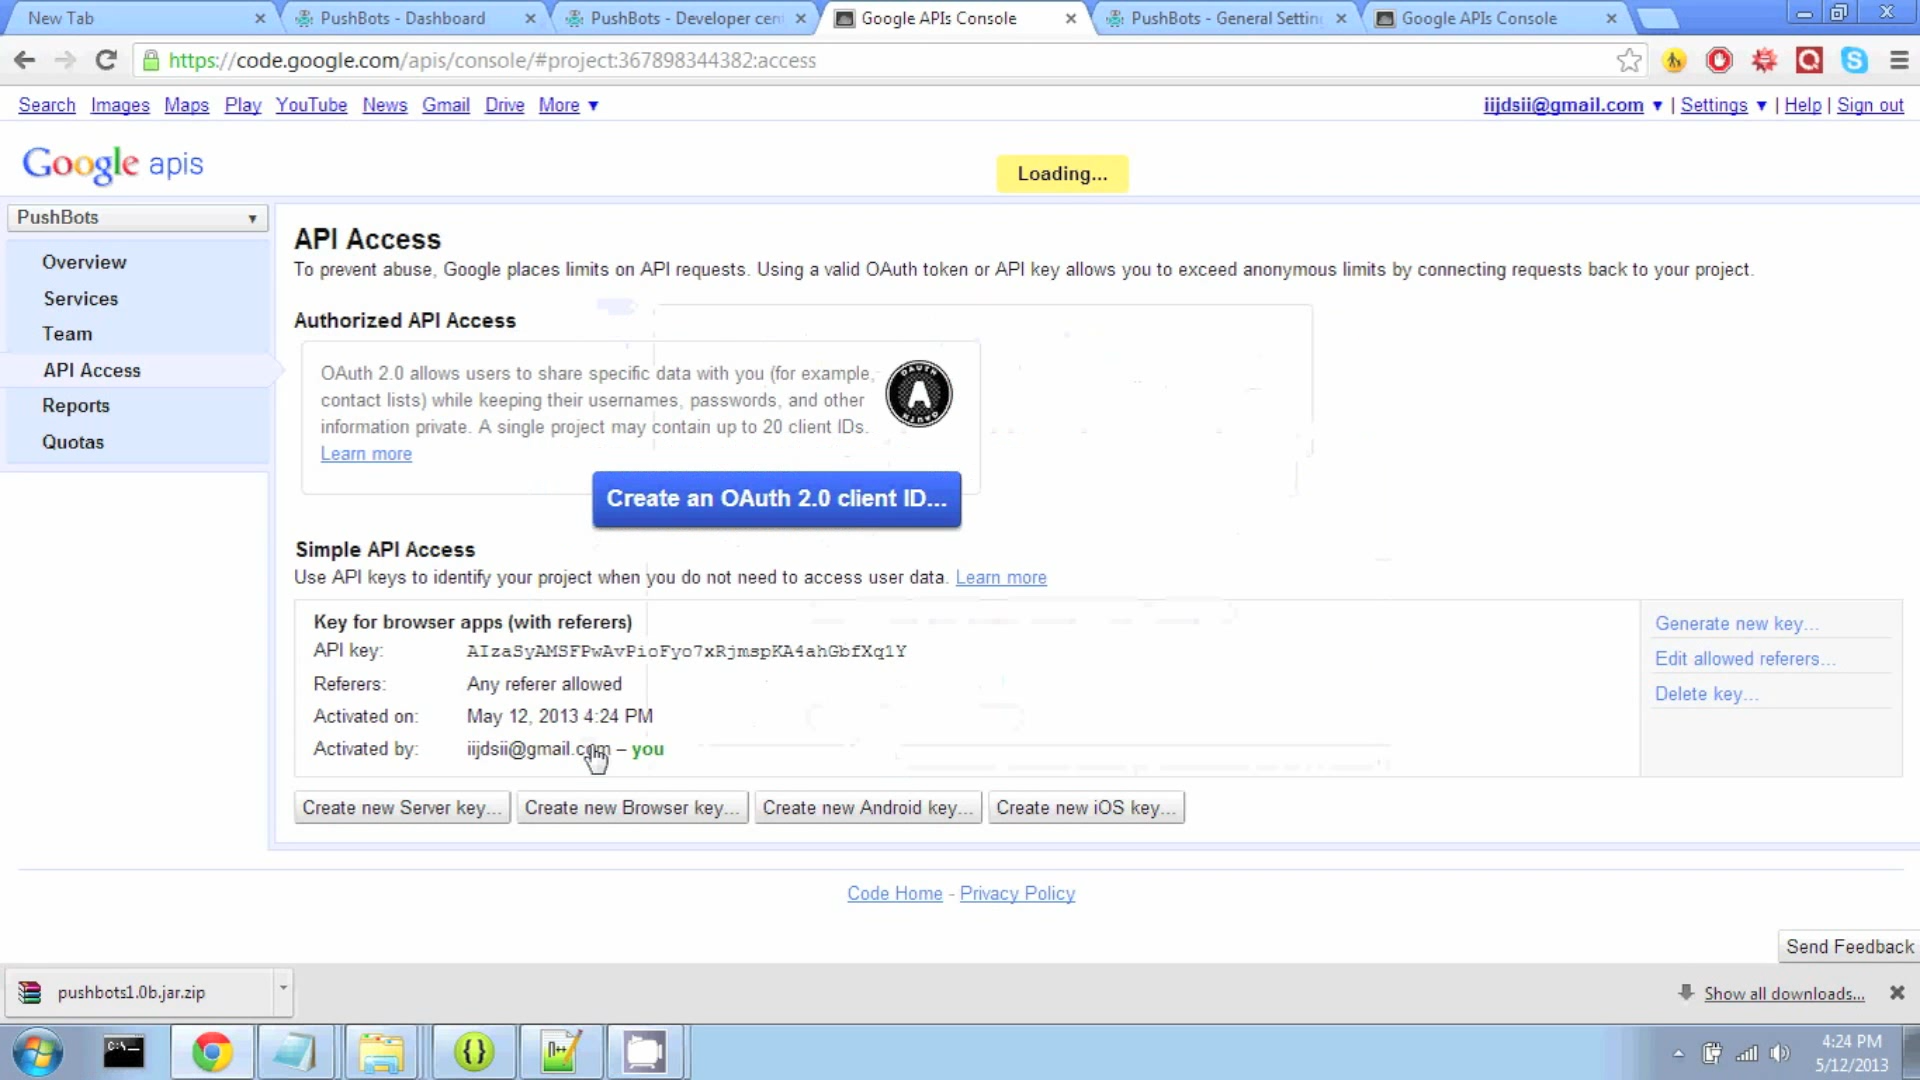 New Tab
PushBots - Dashboard
PushBots - Developer cen
Google APIs Console
PushBots - General Settin
Google APIs Console
https://code.google.com/apis/console/#project:367898344382:access
Search Images Maps Play YouTube News Gmail Drive More ▼
iijdsii@gmail.com ▼ | Settings ▼ | Help | Sign out
Google apis
Loading...
PushBots
Overview
Services
Team
API Access
Reports
Quotas
API Access
To prevent abuse, Google places limits on API requests. Using a valid OAuth token or API key allows you to exceed anonymous limits by connecting requests back to your project.
Authorized API Access
OAuth 2.0 allows users to share specific data with you (for example,
contact lists) while keeping their usernames, passwords, and other
information private. A single project may contain up to 20 client IDs.
Learn more
OAUTH
A
OAUTH
Create an OAuth 2.0 client ID...
Simple API Access
Use API keys to identify your project when you do not need to access user data. Learn more
Key for browser apps (with referers)
API key: AIzaSyAMSFPwAvPioFyo7xRjmspKA4ahGbfXq1Y
Referers: Any referer allowed
Activated on: May 12, 2013 4:24 PM
Activated by: iijdsii@gmail.com – you
Generate new key...
Edit allowed referers...
Delete key...
Create new Server key...
Create new Browser key...
Create new Android key...
Create new iOS key...
Code Home - Privacy Policy
Send Feedback
pushbots1.0b.jar.zip
Show all downloads...
C:\
4:24 PM
5/12/2013